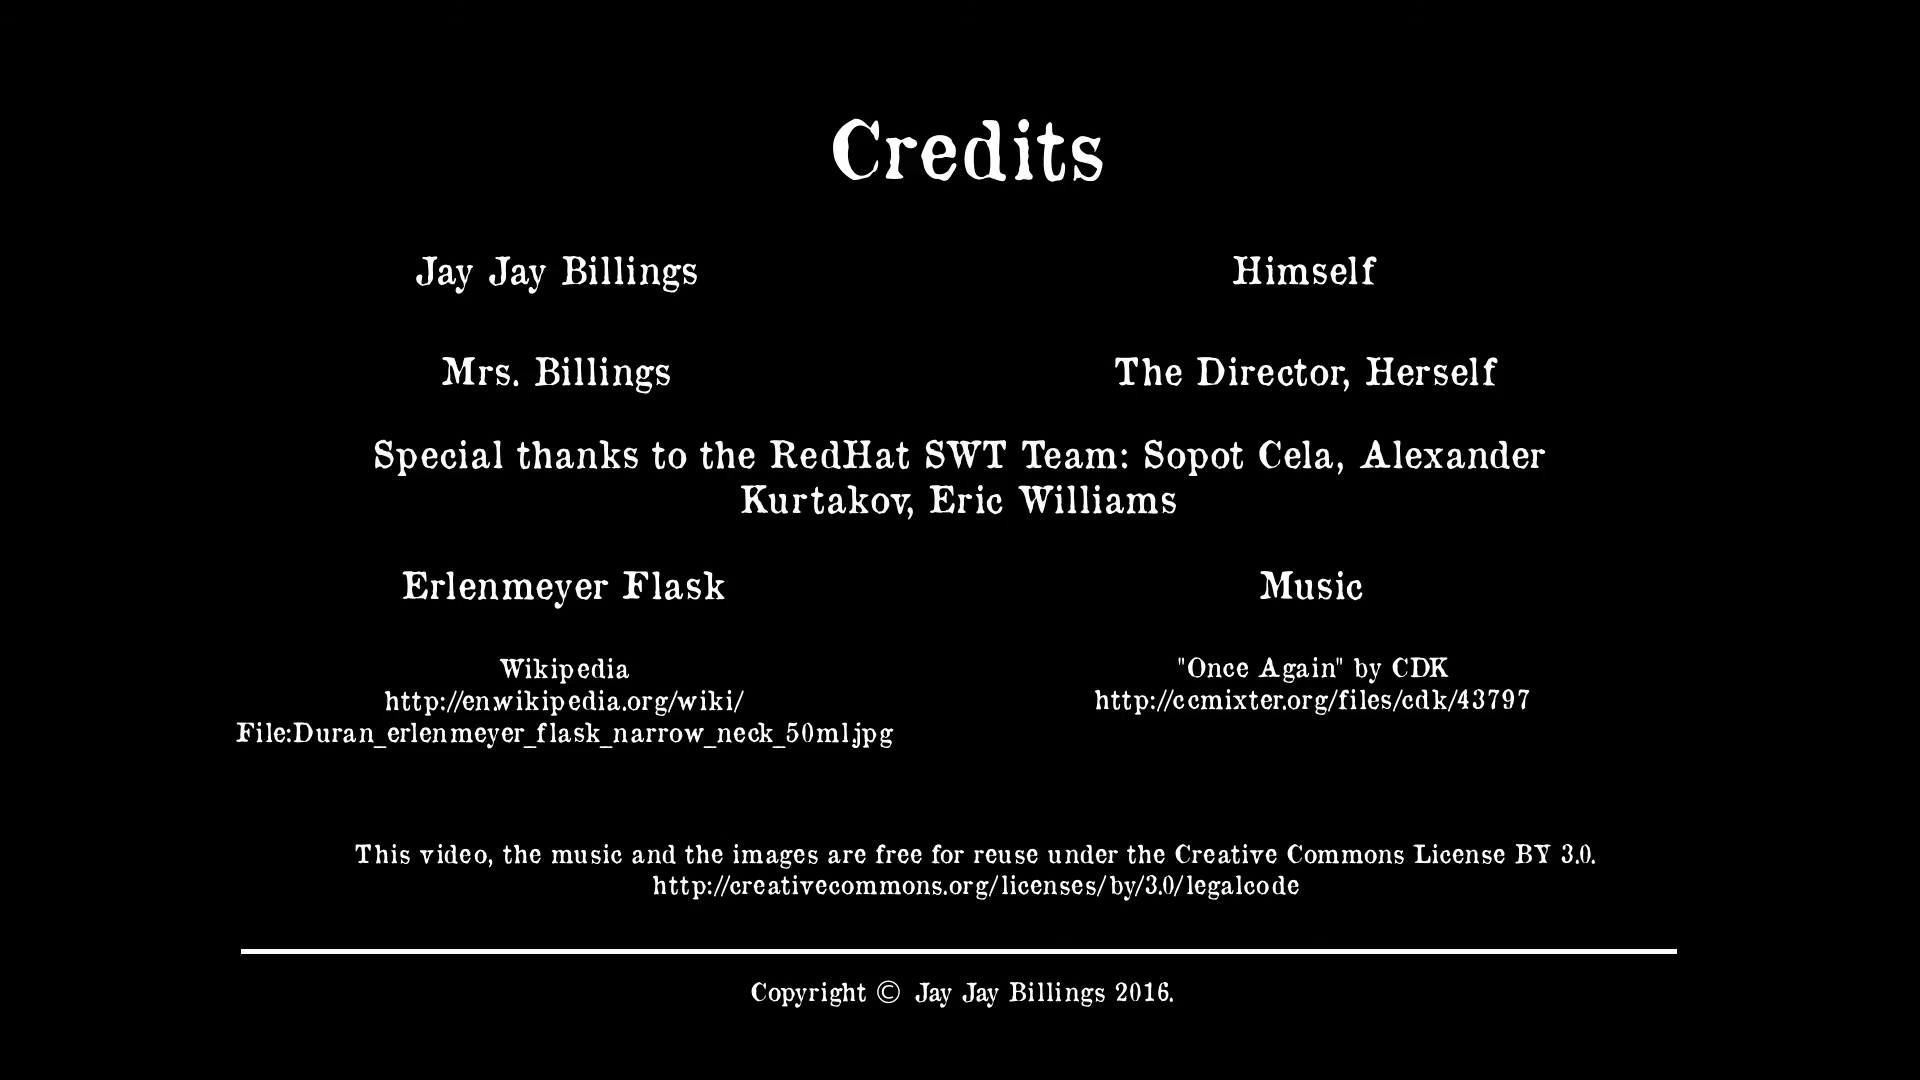 Credits
Jay Jay Billings
Himself
Mrs. Billings
The Director, Herself
Special thanks to the RedHat SWT Team: Sopot Cela, Alexander
Kurtakov, Eric Williams
Erlenmeyer Flask
Music
Wikipedia
http://en.wikipedia.org/wiki/
File:Duran_erlenmeyer_flask_narrow_neck_50ml.jpg
"Once Again" by CDK
http://ccmixter.org/files/cdk/43797
This video, the music and the images are free for reuse under the Creative Commons License BY 3.0.
http://creativecommons.org/licenses/by/3.0/legalcode
Copyright © Jay Jay Billings 2016.